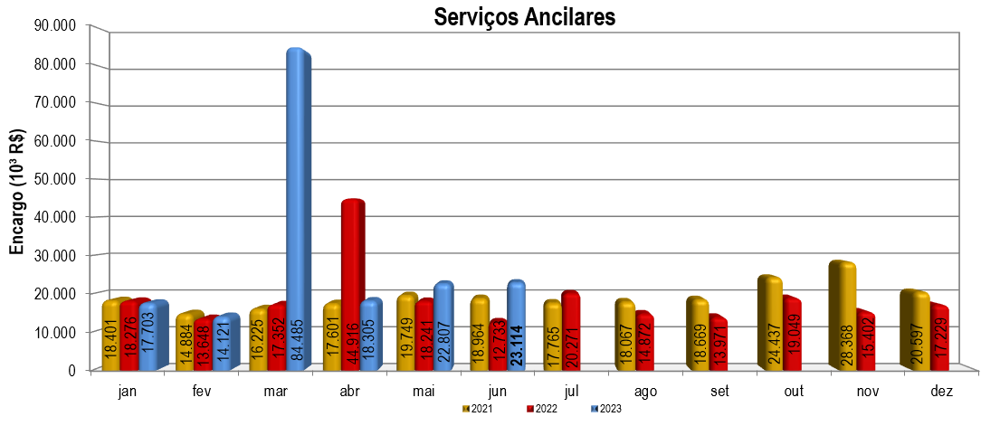 Serviços Ancilares
Encargo (10³ R$)
90.000
80.000
70.000
60.000
50.000
40.000
30.000
20.000
10.000
0
18.401 18.276 17.703
14.884 13.648 14.121
16.225 17.352 84.485
17.601 44.916 18.305
19.749 18.241 22.807
18.964 12.733 23.114
17.765 20.271
18.067 14.872
18.669 13.971
24.437 19.049
28.368 15.402
20.597 17.229
jan fev mar abr mai jun jul ago set out nov dez
2021 2022 2023